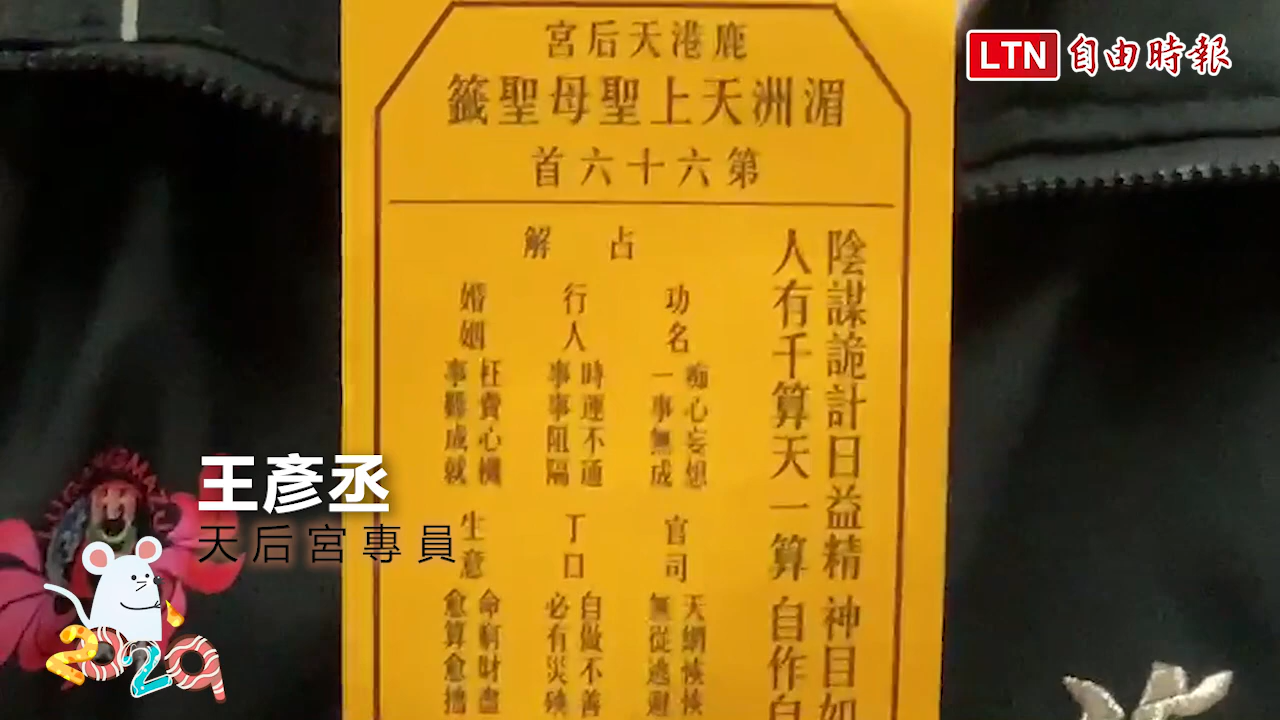 LTN 自由時報
鹿港天后宮
湄洲天上聖母聖籤
第六十六首
陰謀詭計日益精 神目如
人有千算天一算 自作自
占解
功名
痴心妄想
一事無成
官司
天網恢恢
無從逃避
行人
時運不通
事事阻隔
丁口
自做不善
必有災殃
婚姻
枉費心機
事難成就
生意
命窮財盡
愈算愈拙
王彥丞
天后宮專員
2020